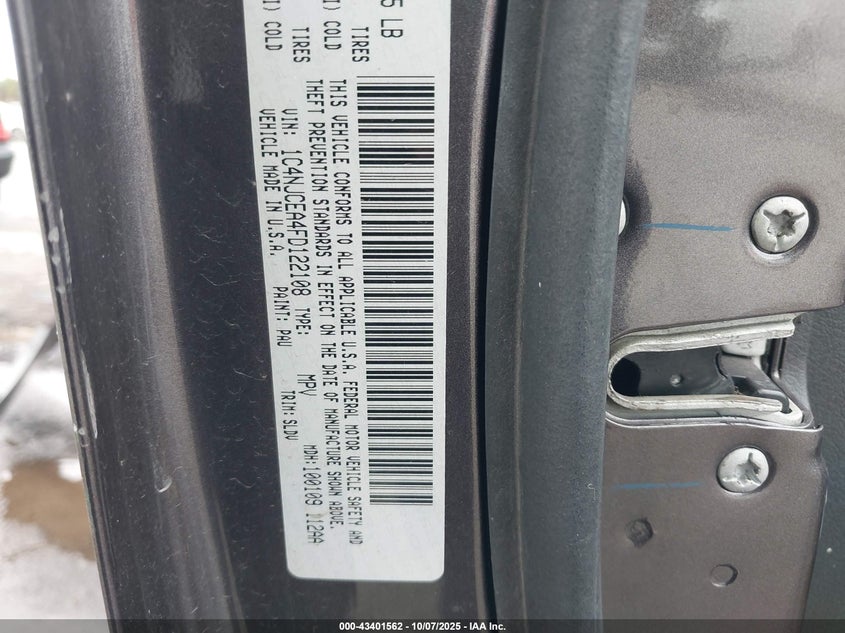 5 LB
TIRES
I) COLD
TIRES
I) COLD
THIS VEHICLE CONFORMS TO ALL APPLICABLE U.S.A. FEDERAL MOTOR VEHICLE SAFETY AND
THEFT PREVENTION STANDARDS IN EFFECT ON THE DATE OF MANUFACTURE SHOWN ABOVE.
VIN: 1C4NJCEA4FD122108 TYPE: MPV MDH:100109 112AA
VEHICLE MADE IN U.S.A. PAINT: PAU TRIM: SLDV
000-43401562 - 10/07/2025 - IAA Inc.